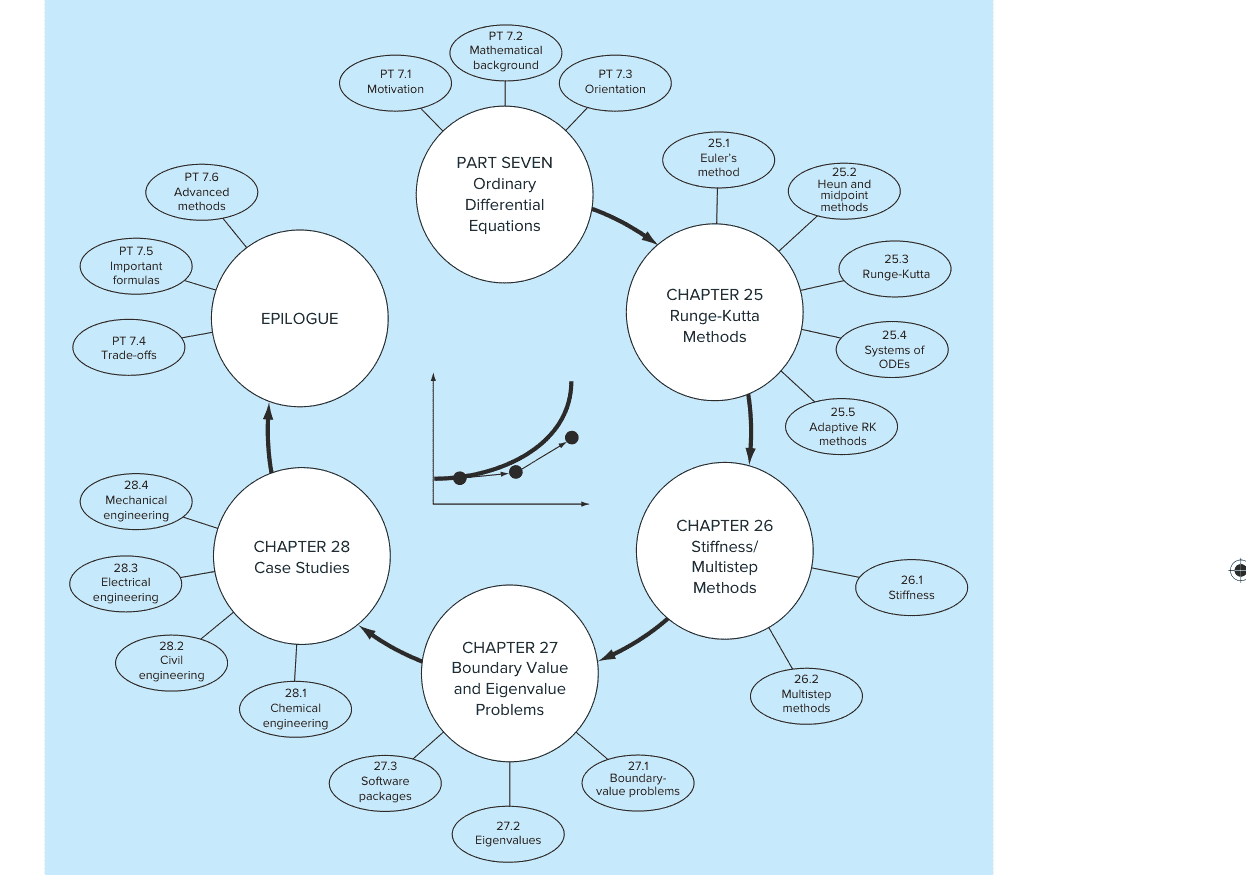 PT 7.1
Motivation
PT 7.2
Mathematical
background
PT 7.3
Orientation
PART SEVEN
Ordinary
Differential
Equations
25.1
Euler's
method
25.2
Heun and
midpoint
methods
25.3
Runge-Kutta
25.4
Systems of
ODEs
25.5
Adaptive RK
methods
CHAPTER 25
Runge-Kutta
Methods
CHAPTER 26
Stiffness/
Multistep
Methods
26.1
Stiffness
26.2
Multistep
methods
CHAPTER 27
Boundary Value
and Eigenvalue
Problems
27.1
Boundary-
value problems
27.2
Eigenvalues
27.3
Software
packages
CHAPTER 28
Case Studies
28.1
Chemical
engineering
28.2
Civil
engineering
28.3
Electrical
engineering
28.4
Mechanical
engineering
EPILOGUE
PT 7.4
Trade-offs
PT 7.5
Important
formulas
PT 7.6
Advanced
methods